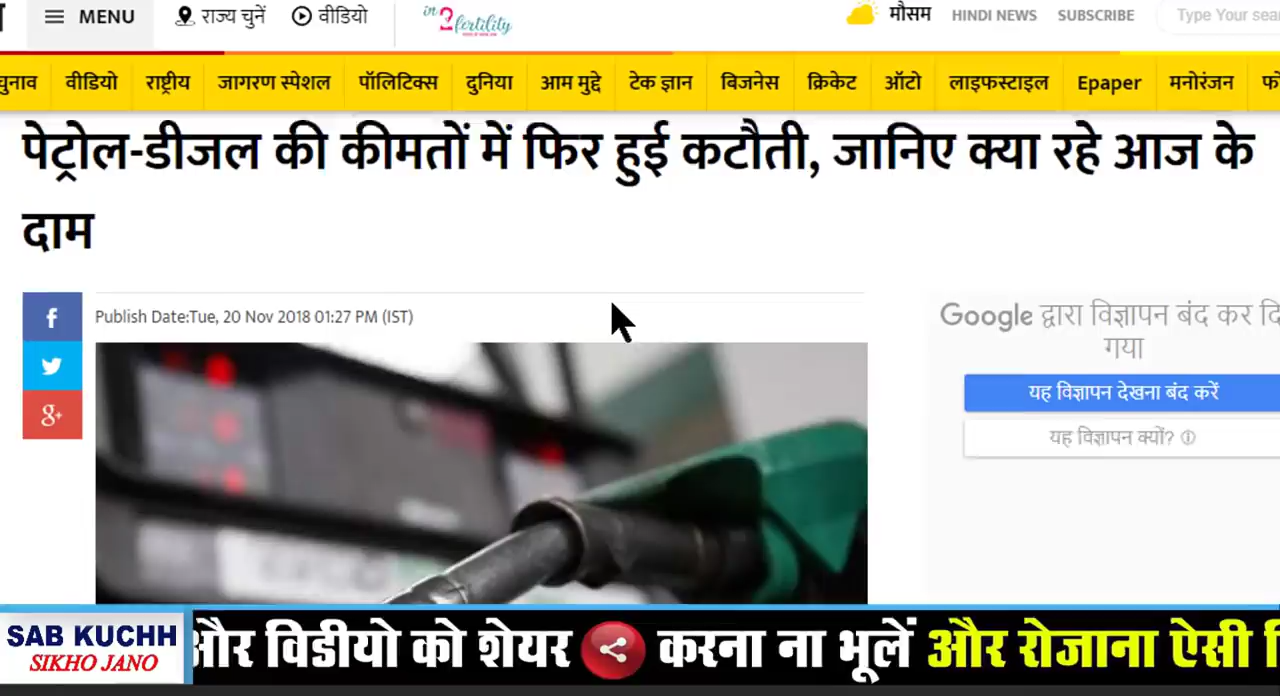 MENU
राज्य चुनें
वीडियो
in 2 fertility
मौसम
HINDI NEWS
SUBSCRIBE
Type Your sea
चुनाव
वीडियो
राष्ट्रीय
जागरण स्पेशल
पॉलिटिक्स
दुनिया
आम मुद्दे
टेक ज्ञान
बिजनेस
क्रिकेट
ऑटो
लाइफस्टाइल
Epaper
मनोरंजन
पेट्रोल-डीजल की कीमतों में फिर हुई कटौती, जानिए क्या रहे आज के
दाम
f
g+
Publish Date:Tue, 20 Nov 2018 01:27 PM (IST)
Google द्वारा विज्ञापन बंद कर दि
गया
यह विज्ञापन देखना बंद करें
यह विज्ञापन क्यों?
SAB KUCHH
SIKHO JANO
और विडीयो को शेयर करना ना भूलें और रोजाना ऐसी